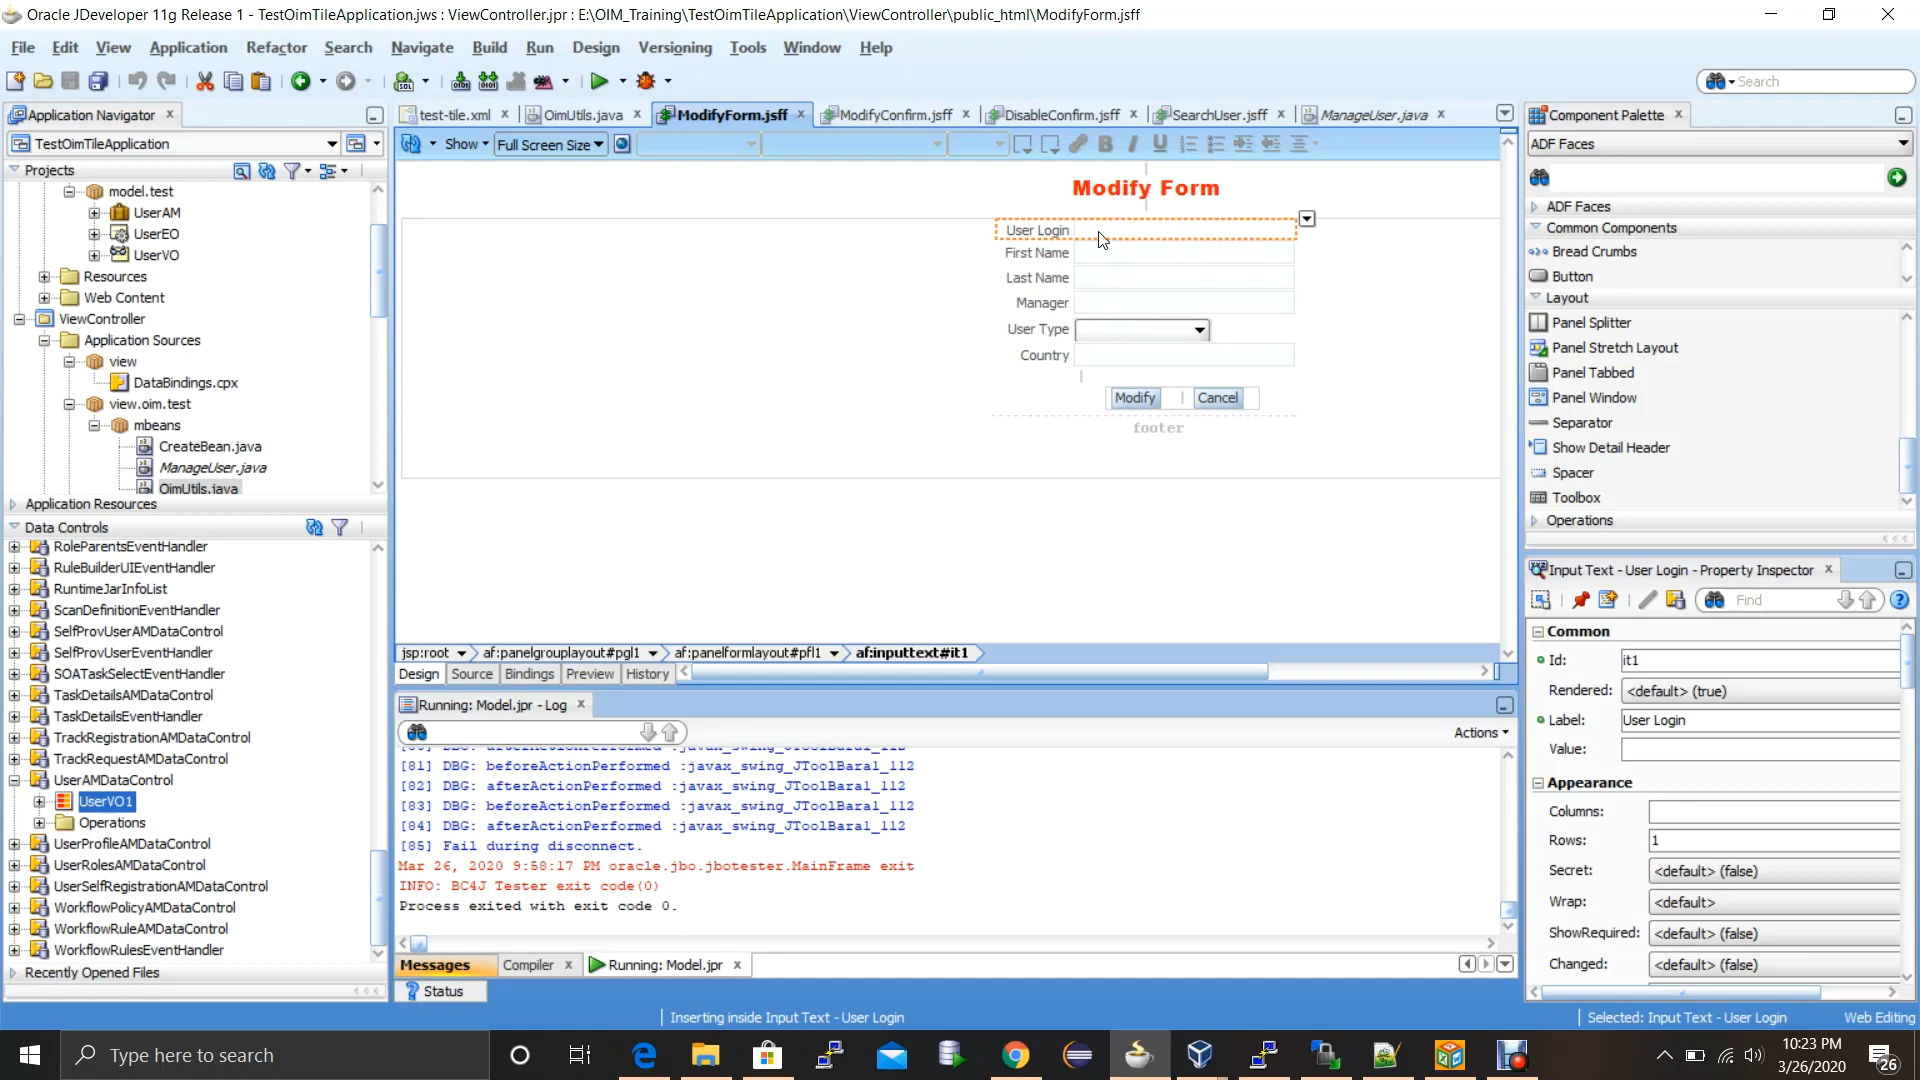 Oracle JDeveloper 11g Release 1 - TestOimTileApplication.jws : ViewController.jpr : E:\OIM_Training\TestOimTileApplication\ViewController\public_html\ModifyForm.jsff
File Edit View Application Refactor Search Navigate Build Run Design Versioning Tools Window Help
Search
Application Navigator
TestOimTileApplication
Projects
model.test
UserAM
UserEO
UserVO
Resources
Web Content
ViewController
Application Sources
view
DataBindings.cpx
view.oim.test
mbeans
CreateBean.java
ManageUser.java
OimUtils.java
Application Resources
Data Controls
RoleParentsEventHandler
RuleBuilderUIEventHandler
RuntimeJarInfoList
ScanDefinitionEventHandler
SelfProvUserAMDataControl
SelfProvUserEventHandler
SOATaskSelectEventHandler
TaskDetailsAMDataControl
TaskDetailsEventHandler
TrackRegistrationAMDataControl
TrackRequestAMDataControl
UserAMDataControl
UserVO1
Operations
UserProfileAMDataControl
UserRolesAMDataControl
UserSelfRegistrationAMDataControl
WorkflowPolicyAMDataControl
WorkflowRuleAMDataControl
WorkflowRulesEventHandler
Recently Opened Files
test-tile.xml OimUtils.java ModifyForm.jsff ModifyConfirm.jsff DisableConfirm.jsff SearchUser.jsff ManageUser.java
Show Full Screen Size B I U
Modify Form
User Login
First Name
Last Name
Manager
User Type
Country
Modify Cancel
footer
jsp:root af:panelgrouplayout#pgl1 af:panelformlayout#pfl1 af:inputtext#it1
Design Source Bindings Preview History
Running: Model.jpr - Log
Actions
[81] DBG: beforeActionPerformed :javax_swing_JToolBara1_112
[82] DBG: afterActionPerformed :javax_swing_JToolBara1_112
[83] DBG: beforeActionPerformed :javax_swing_JToolBara1_112
[84] DBG: afterActionPerformed :javax_swing_JToolBara1_112
[85] Fail during disconnect.
Mar 26, 2020 9:58:17 PM oracle.jbo.jbotester.MainFrame exit
INFO: BC4J Tester exit code(0)
Process exited with exit code 0.
Messages Compiler Running: Model.jpr
Status
Component Palette
ADF Faces
ADF Faces
Common Components
Bread Crumbs
Button
Layout
Panel Splitter
Panel Stretch Layout
Panel Tabbed
Panel Window
Separator
Show Detail Header
Spacer
Toolbox
Operations
Input Text - User Login - Property Inspector
Find
Common
Id: it1
Rendered: <default> (true)
Label: User Login
Value:
Appearance
Columns:
Rows: 1
Secret: <default> (false)
Wrap: <default>
ShowRequired: <default> (false)
Changed: <default> (false)
Inserting inside Input Text - User Login
Selected: Input Text - User Login
Web Editing
Type here to search
10:23 PM
3/26/2020
26